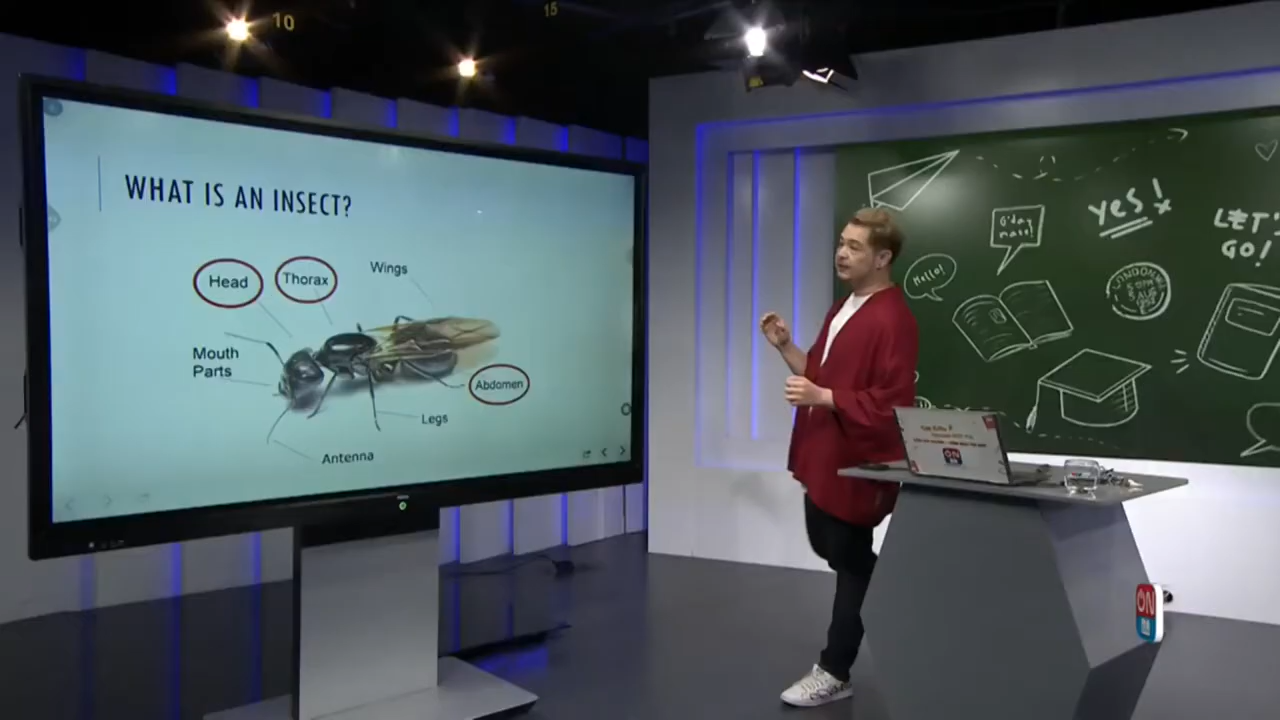 10
15
WHAT IS AN INSECT?
Head
Thorax
Wings
Mouth
Parts
Abdomen
Legs
Antenna
Hello!
G'day
mate!
yes!
LET'S
GO!
ON
ON